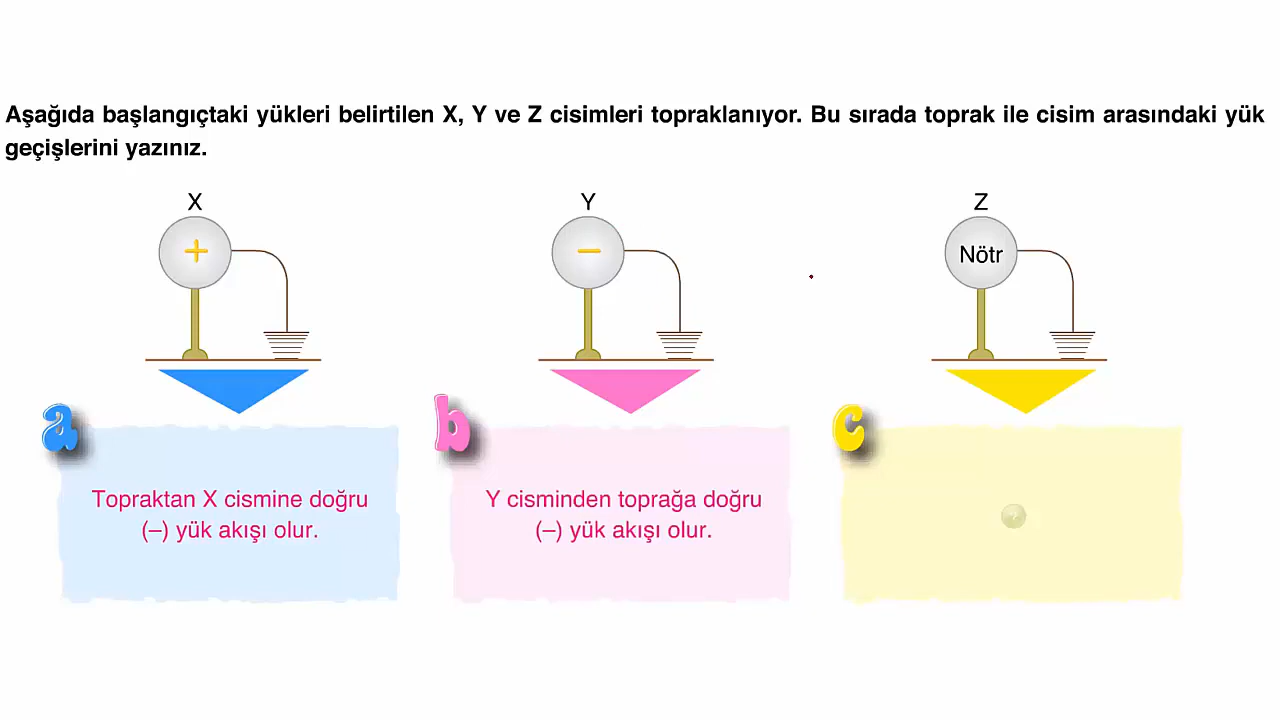 Aşağıda başlangıçtaki yükleri belirtilen X, Y ve Z cisimleri topraklanıyor. Bu sırada toprak ile cisim arasındaki yük
geçişlerini yazınız.
X
Y
Z
+
−
Nötr
a
b
c
Topraktan X cismine doğru
(–) yük akışı olur.
Y cisminden toprağa doğru
(–) yük akışı olur.